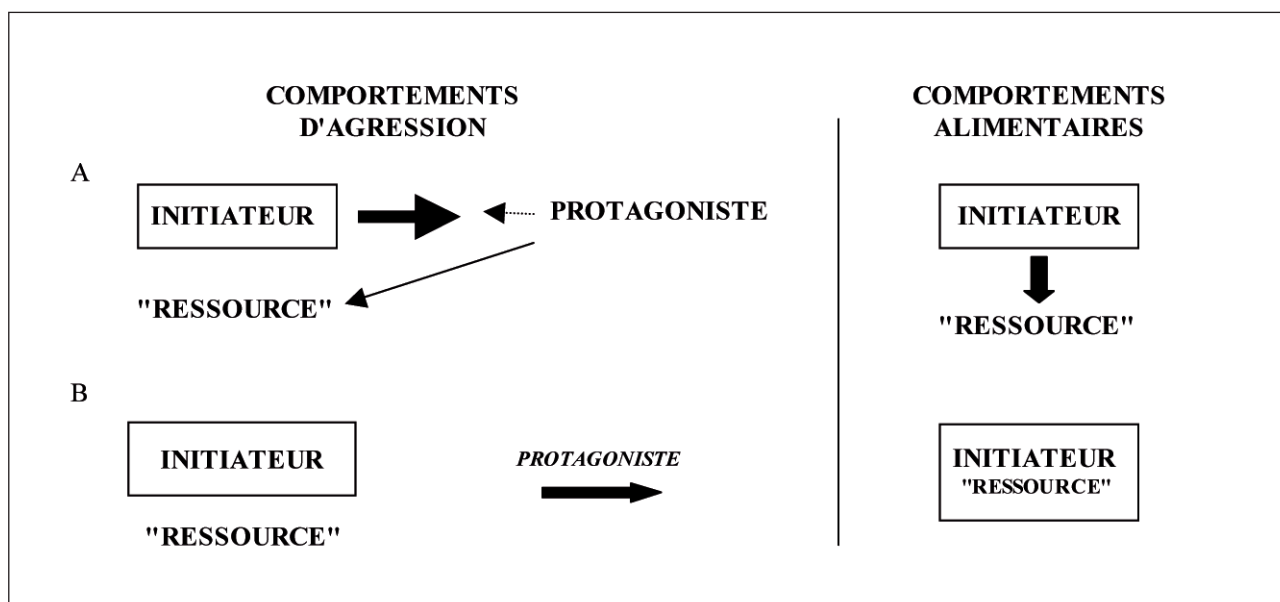 COMPORTEMENTS
D'AGRESSION
A
INITIATEUR
PROTAGONISTE
"RESSOURCE"
B
INITIATEUR
PROTAGONISTE
"RESSOURCE"
COMPORTEMENTS
ALIMENTAIRES
INITIATEUR
"RESSOURCE"
INITIATEUR
"RESSOURCE"